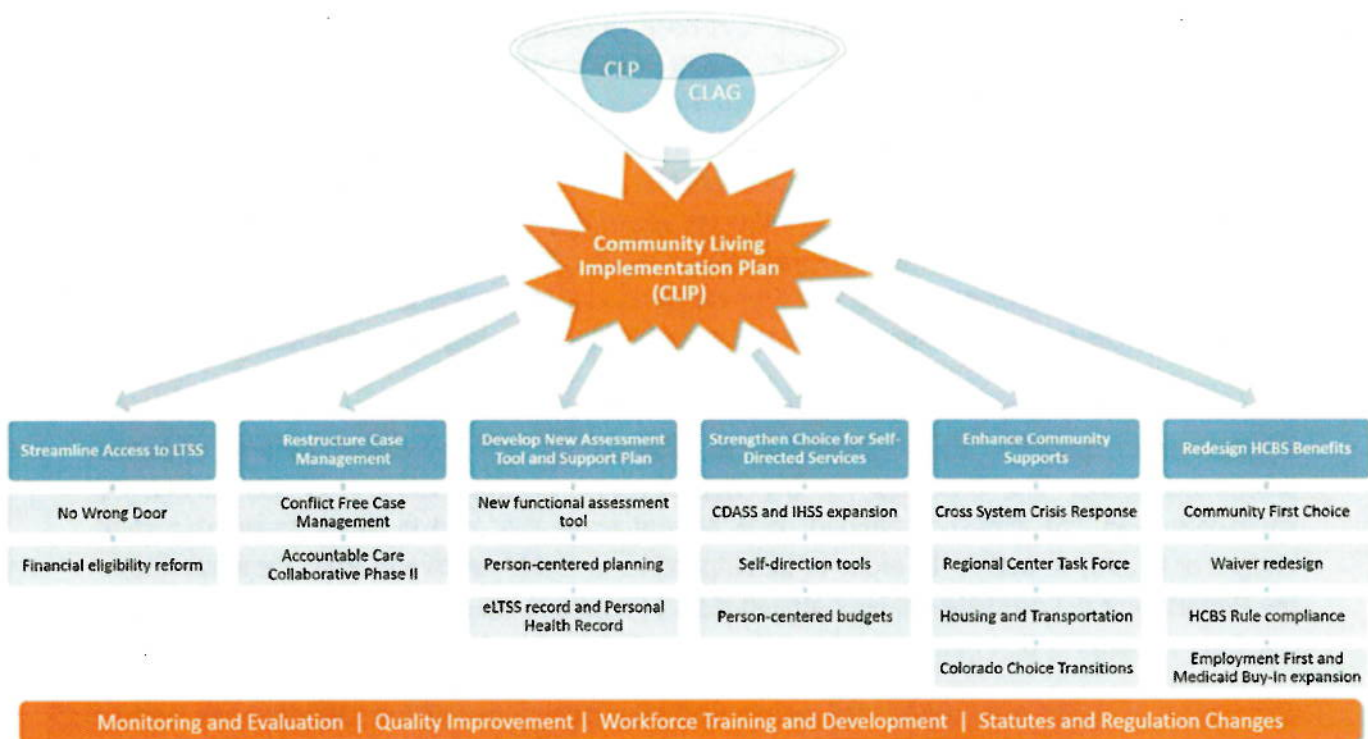 CLP
CLAG
Community Living
Implementation Plan
(CLIP)
Streamline Access to LTSS
No Wrong Door
Financial eligibility reform
Restructure Case
Management
Conflict Free Case
Management
Accountable Care
Collaborative Phase II
Develop New Assessment
Tool and Support Plan
New functional assessment
tool
Person-centered planning
eLTSS record and Personal
Health Record
Strengthen Choice for Self-
Directed Services
CDASS and IHSS expansion
Self-direction tools
Person-centered budgets
Enhance Community
Supports
Cross System Crisis Response
Regional Center Task Force
Housing and Transportation
Colorado Choice Transitions
Redesign HCBS Benefits
Community First Choice
Waiver redesign
HCBS Rule compliance
Employment First and
Medicaid Buy-In expansion
Monitoring and Evaluation | Quality Improvement | Workforce Training and Development | Statutes and Regulation Changes